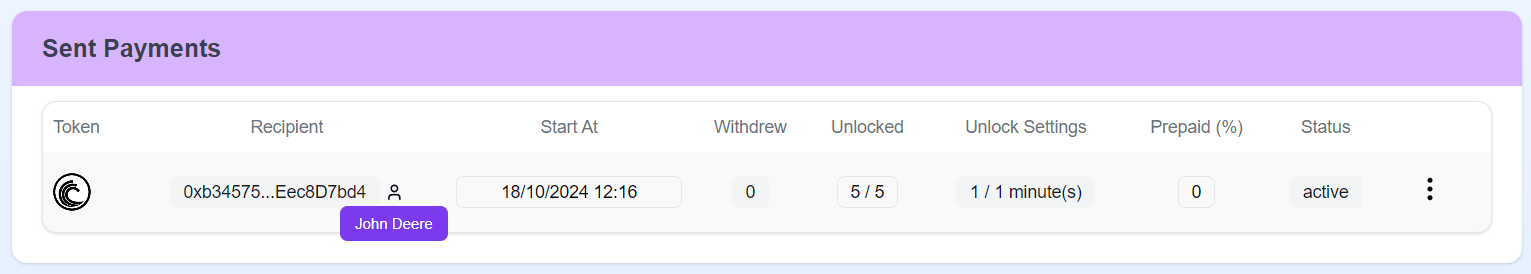 Sent Payments
Token Recipient Start At Withdrew Unlocked Unlock Settings Prepaid (%) Status
0xb34575...Eec8D7bd4 18/10/2024 12:16 0 5 / 5 1 / 1 minute(s) 0 active
John Deere